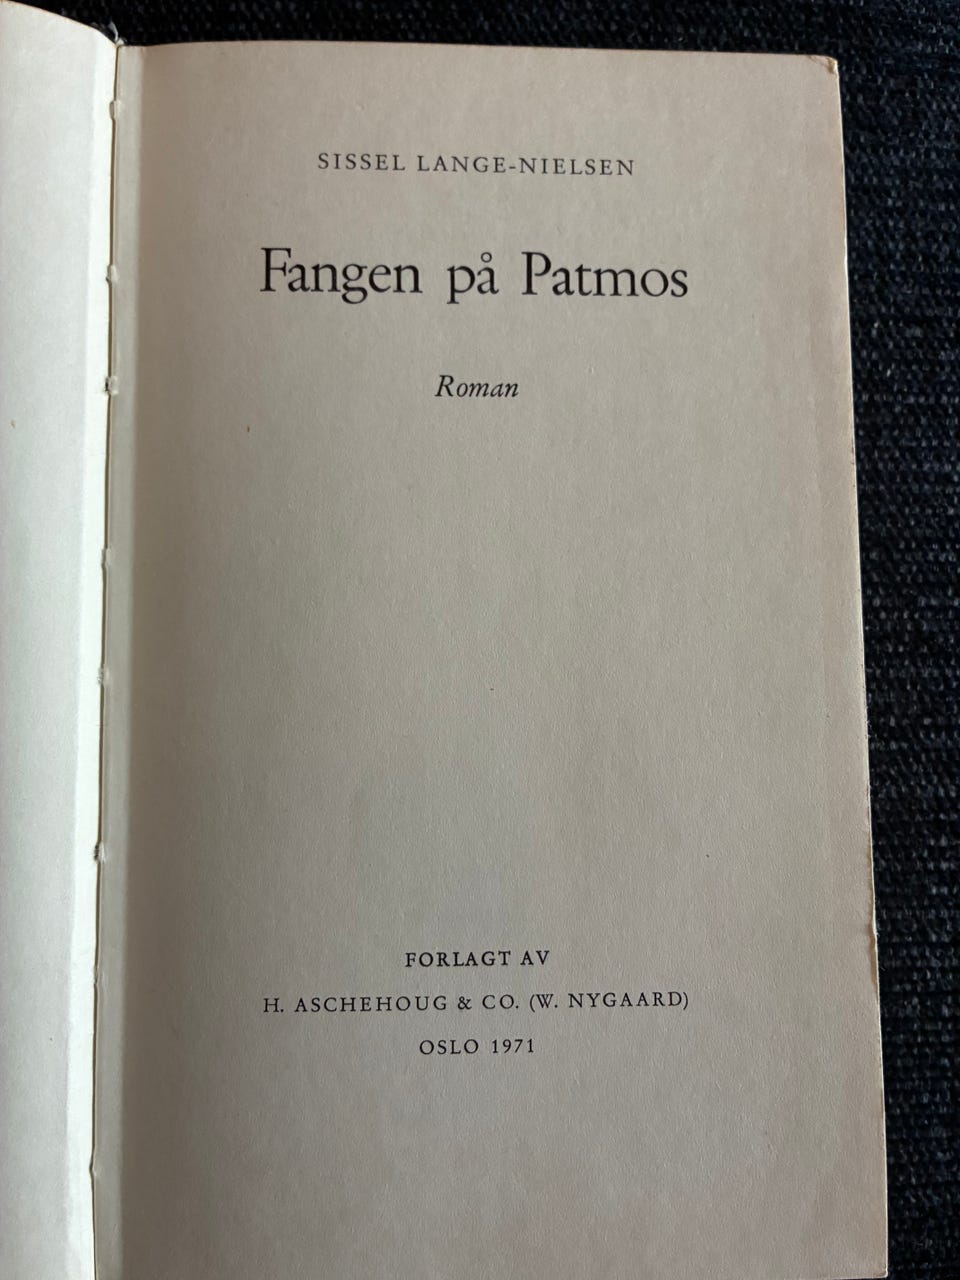 SISSEL LANGE-NIELSEN
Fangen på Patmos
Roman
FORLAGT AV
H. ASCHEHOUG & CO. (W. NYGAARD)
OSLO 1971